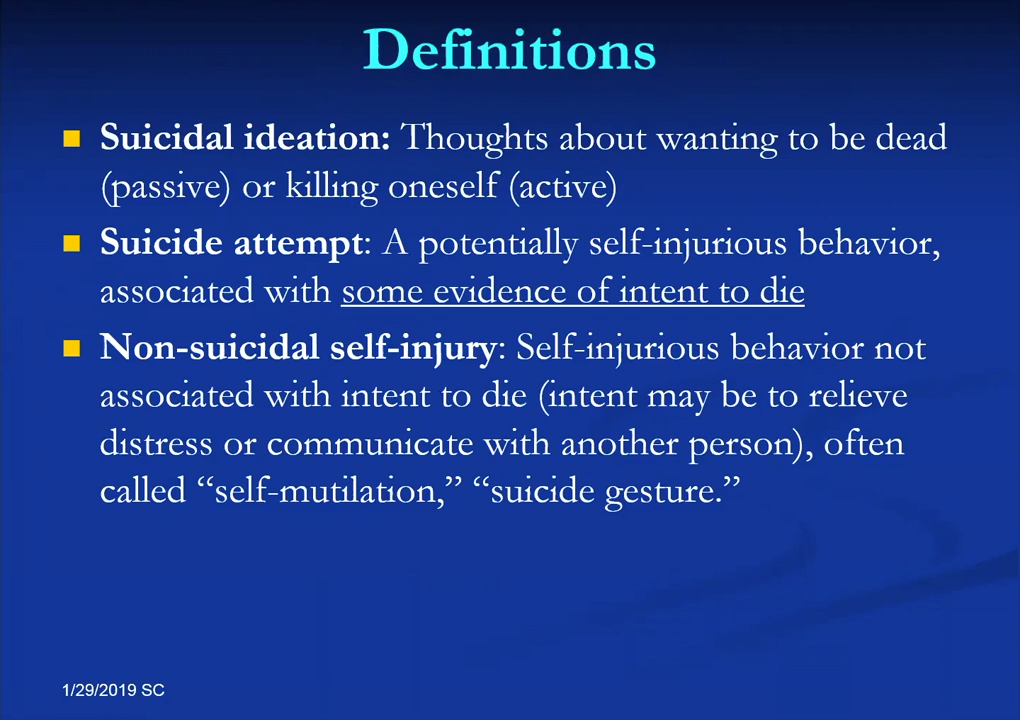 Definitions
Suicidal ideation: Thoughts about wanting to be dead
(passive) or killing oneself (active)
Suicide attempt: A potentially self-injurious behavior,
associated with some evidence of intent to die
Non-suicidal self-injury: Self-injurious behavior not
associated with intent to die (intent may be to relieve
distress or communicate with another person), often
called “self-mutilation,” “suicide gesture.”
1/29/2019 SC